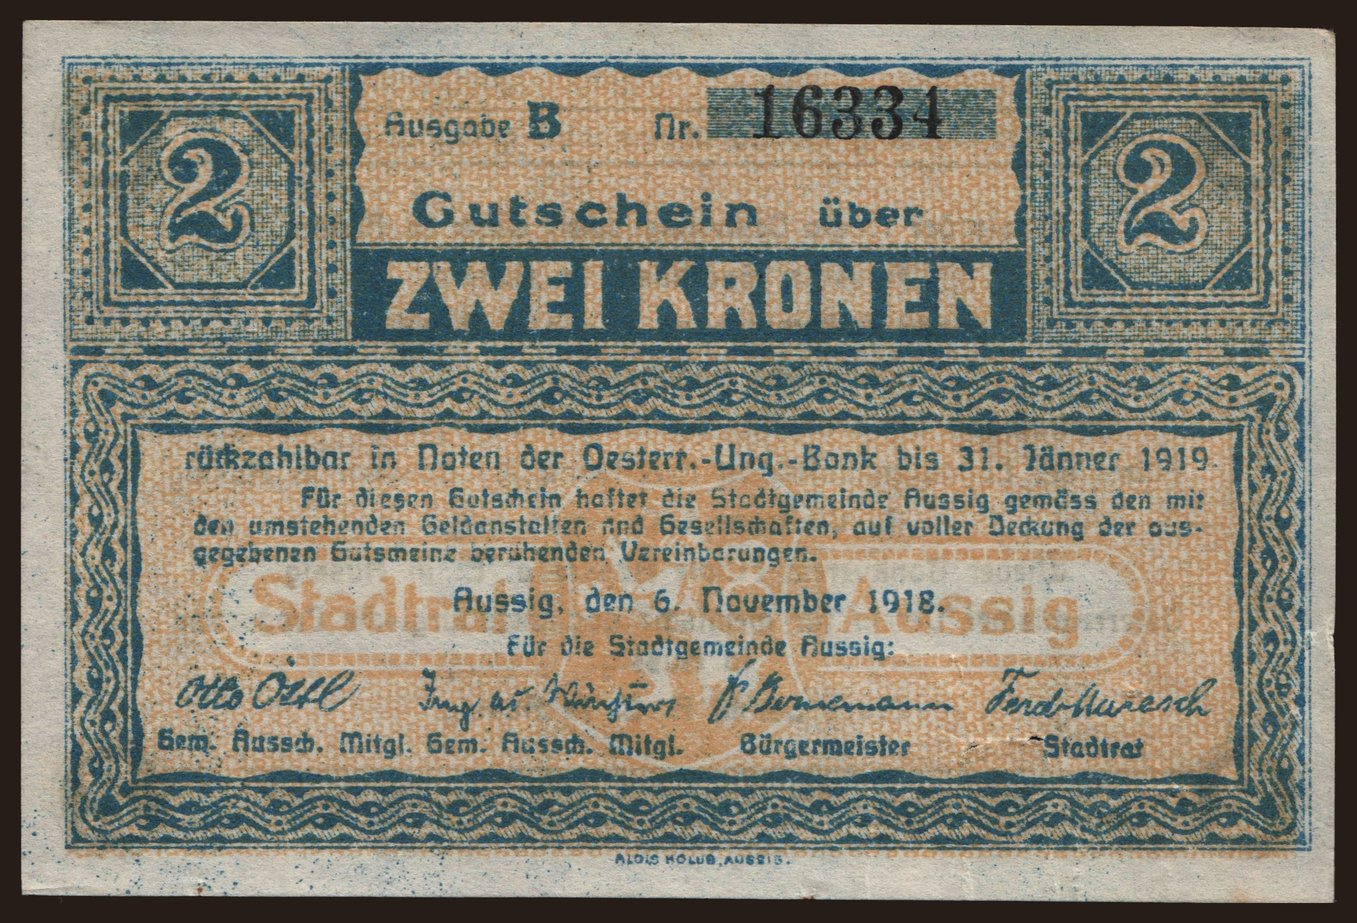 2
Ausgabe B Nr. 16334
2
Gutschein über
ZWEI KRONEN
rückzahlbar in Noten der Oesterr.-Ung.-Bank bis 31. Jänner 1919.
Für diesen Gutschein haftet die Stadtgemeinde Aussig gemäss den mit
den umstehenden Geldanstalten und Gesellschaften, auf voller Deckung der aus-
gegebenen Gutsmeine beruhenden Vereinbarungen.
Stadtrat Aussig
Aussig, den 6. November 1918.
Für die Stadtgemeinde Aussig:
Otto Ferd. Maresch
Gem. Aussch. Mitgl. Gem. Aussch. Mitgl. Bürgermeister Stadtrat
ALOIS HOLUB, AUSSIG.